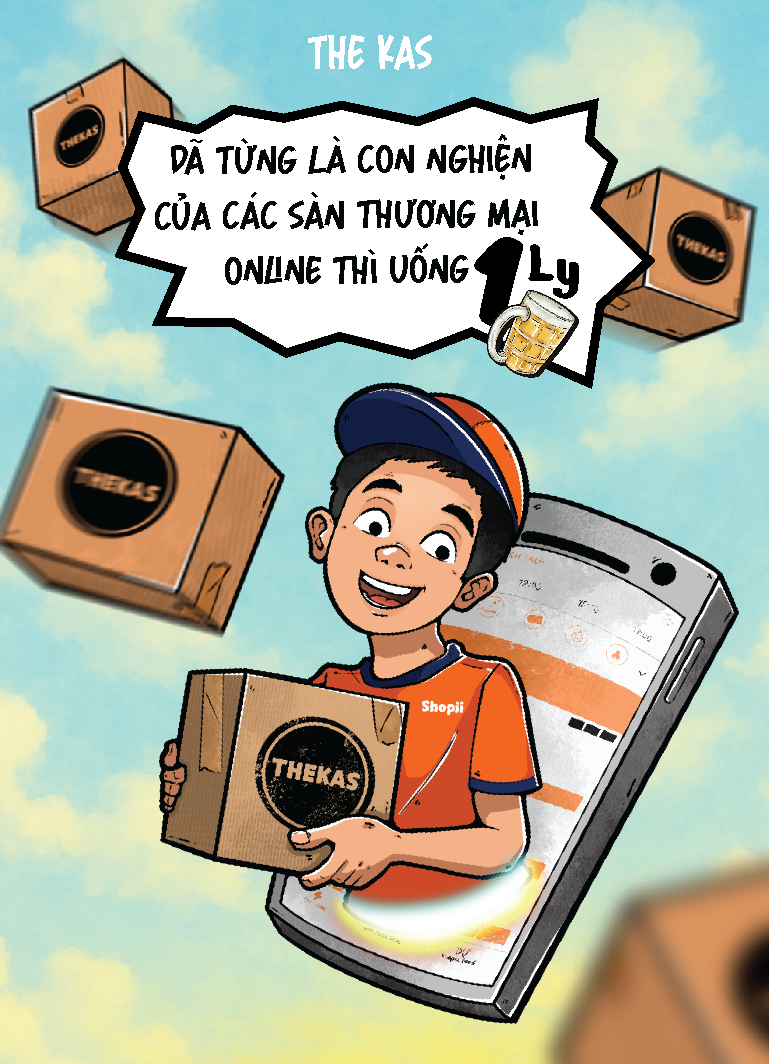 THE KAS
THEKAS
ĐÃ TỪNG LÀ CON NGHIỆN
CỦA CÁC SÀN THƯƠNG MẠI
ONLINE THÌ UỐNG 1 Ly
THEKAS
THEKAS
Shopii
THEKAS